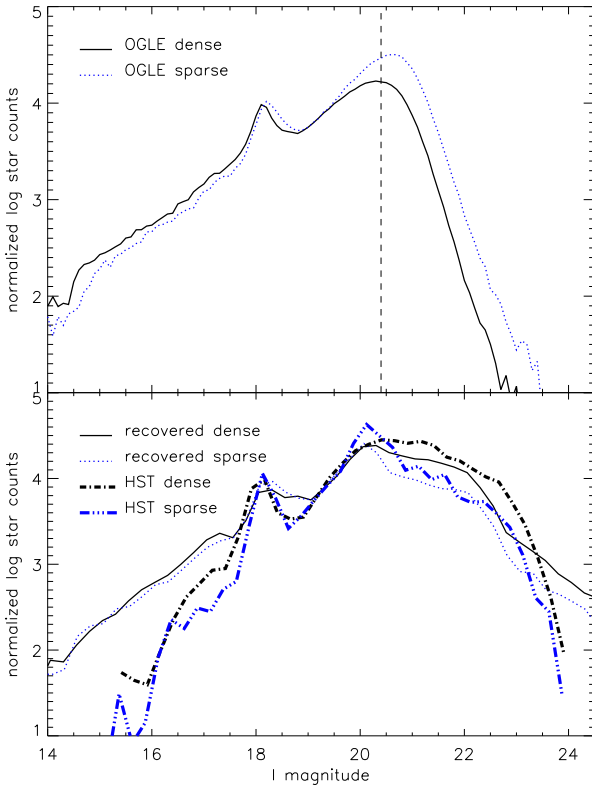 5
OGLE dense
OGLE sparse
4
3
2
1
normalized log star counts
5
recovered dense
recovered sparse
HST dense
HST sparse
4
3
2
1
normalized log star counts
14 16 18 20 22 24
I magnitude